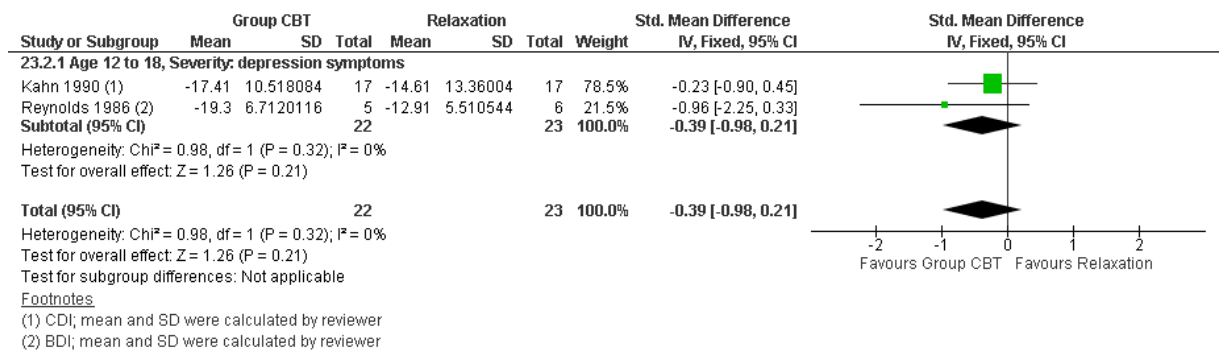 Group CBT Relaxation Std. Mean Difference Std. Mean Difference
Study or Subgroup Mean SD Total Mean SD Total Weight IV, Fixed, 95% CI IV, Fixed, 95% CI
23.2.1 Age 12 to 18, Severity: depression symptoms
Kahn 1990 (1) -17.41 10.518084 17 -14.61 13.36004 17 78.5% -0.23 [-0.90, 0.45]
Reynolds 1986 (2) -19.3 6.7120116 5 -12.91 5.510544 6 21.5% -0.96 [-2.25, 0.33]
Subtotal (95% CI) 22 23 100.0% -0.39 [-0.98, 0.21]
Heterogeneity: Chi² = 0.98, df = 1 (P = 0.32); I² = 0%
Test for overall effect: Z = 1.26 (P = 0.21)
Total (95% CI) 22 23 100.0% -0.39 [-0.98, 0.21]
Heterogeneity: Chi² = 0.98, df = 1 (P = 0.32); I² = 0%
Test for overall effect: Z = 1.26 (P = 0.21)
Test for subgroup differences: Not applicable
-2 -1 0 1 2
Favours Group CBT Favours Relaxation
Footnotes
(1) CDI; mean and SD were calculated by reviewer
(2) BDI; mean and SD were calculated by reviewer